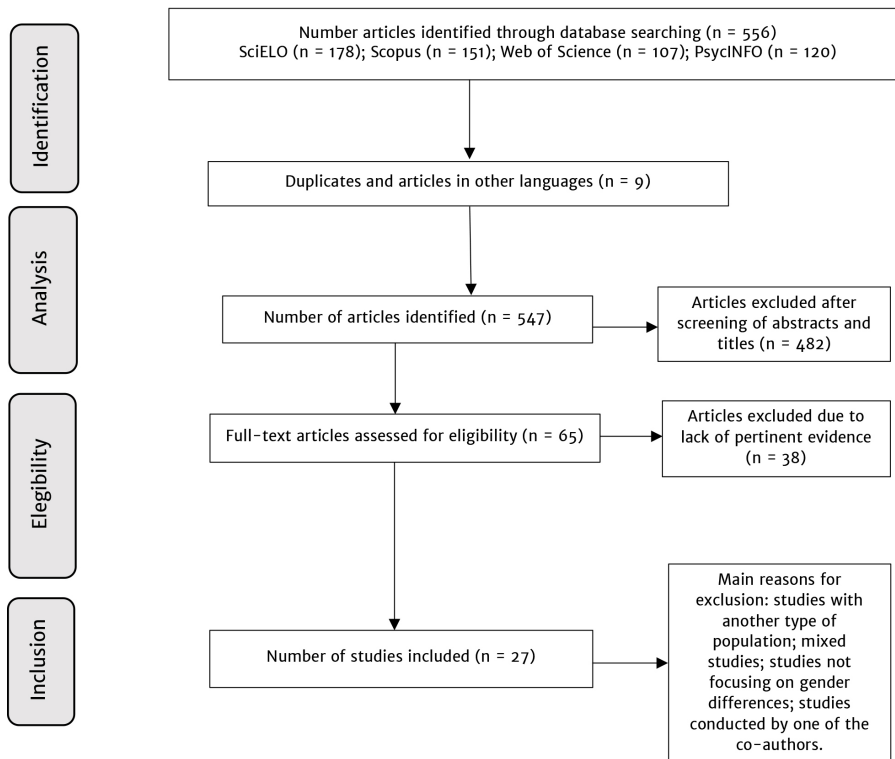 Identification
Number articles identified through database searching (n = 556)
SciELO (n = 178); Scopus (n = 151); Web of Science (n = 107); PsycINFO (n = 120)
Duplicates and articles in other languages (n = 9)
Analysis
Number of articles identified (n = 547)
Articles excluded after
screening of abstracts and
titles (n = 482)
Elegibility
Full-text articles assessed for eligibility (n = 65)
Articles excluded due to
lack of pertinent evidence
(n = 38)
Inclusion
Number of studies included (n = 27)
Main reasons for
exclusion: studies with
another type of
population; mixed
studies; studies not
focusing on gender
differences; studies
conducted by one of the
co-authors.